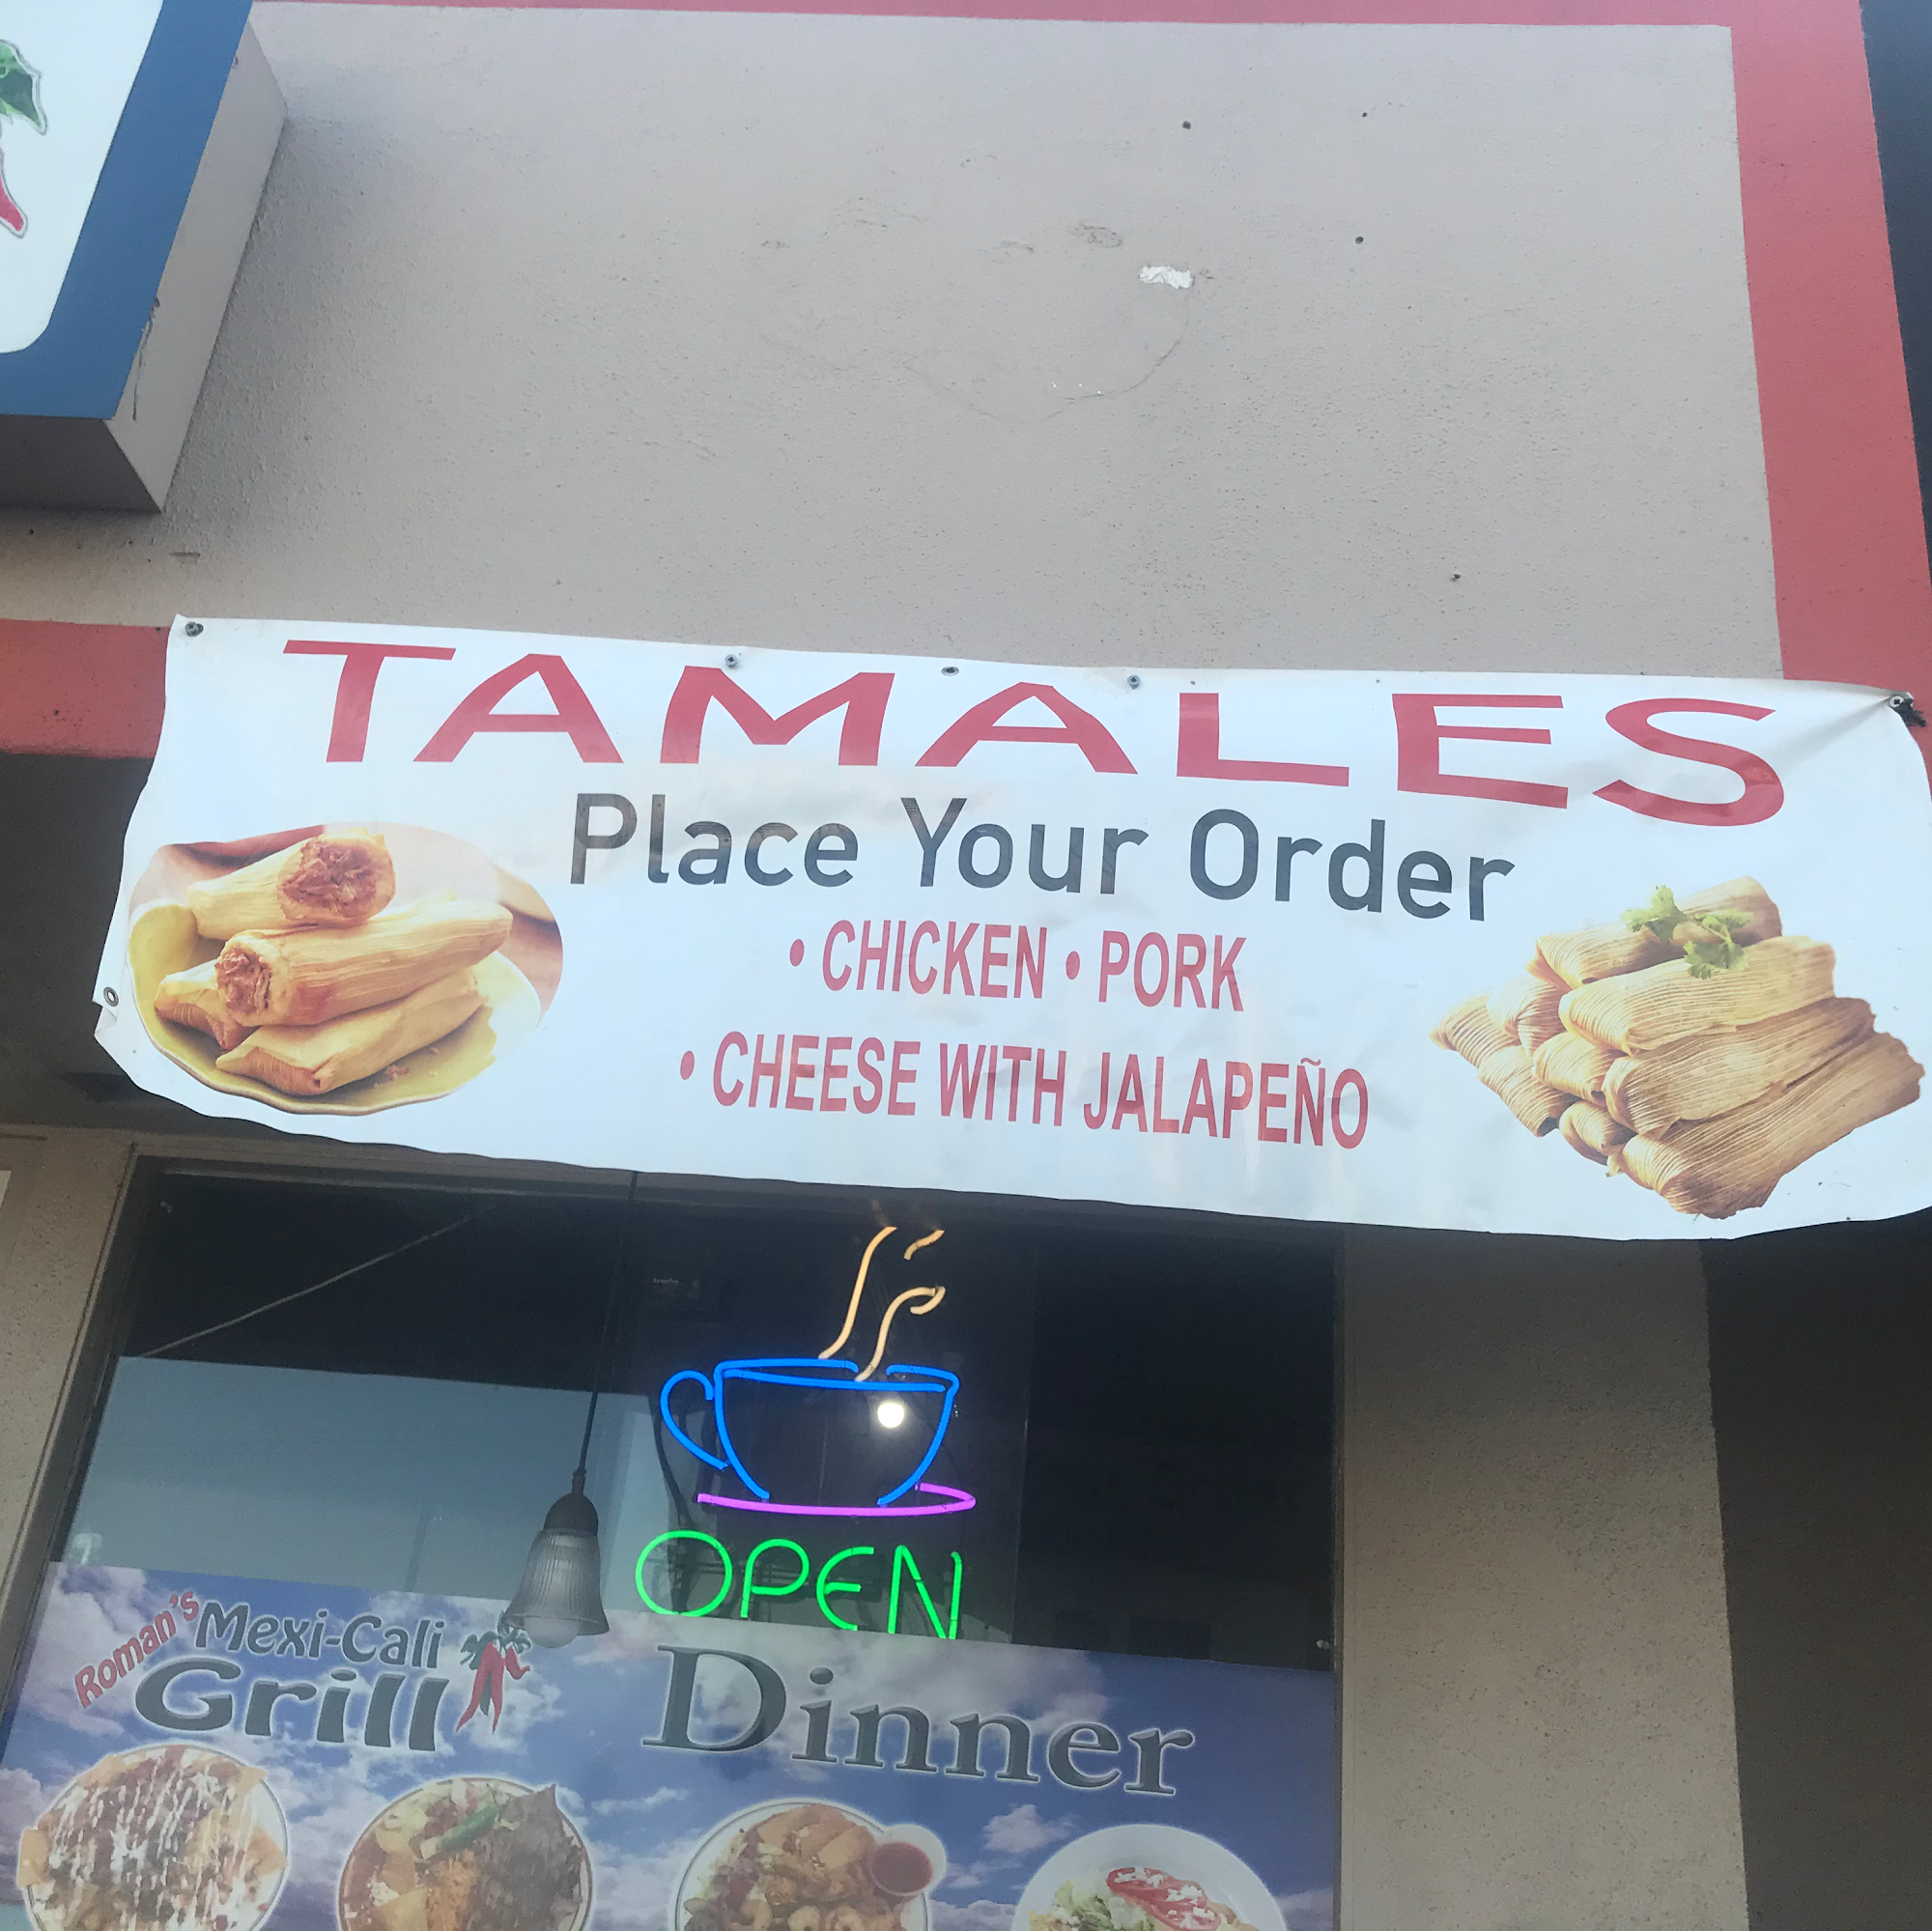 TAMALES
Place Your Order
• CHICKEN • PORK
• CHEESE WITH JALAPEÑO
OPEN
Roman's Mexi-Cali
Grill
Dinner